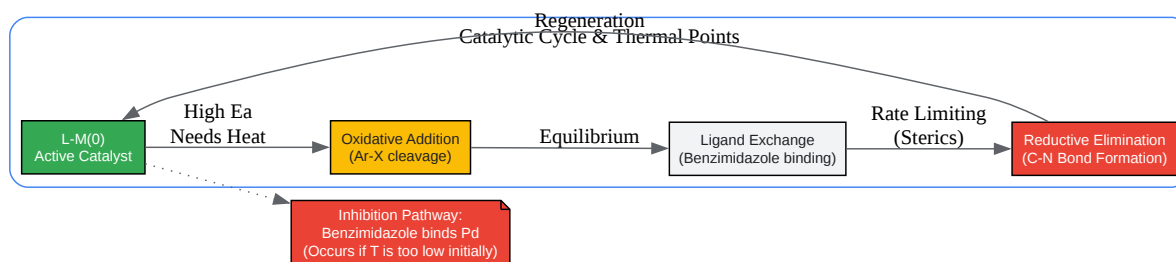 Regeneration
Catalytic Cycle & Thermal Points
L-M(0)
Active Catalyst
High Ea
Needs Heat
Oxidative Addition
(Ar-X cleavage)
Equilibrium
Ligand Exchange
(Benzimidazole binding)
Rate Limiting
(Sterics)
Reductive Elimination
(C-N Bond Formation)
Inhibition Pathway:
Benzimidazole binds Pd
(Occurs if T is too low initially)